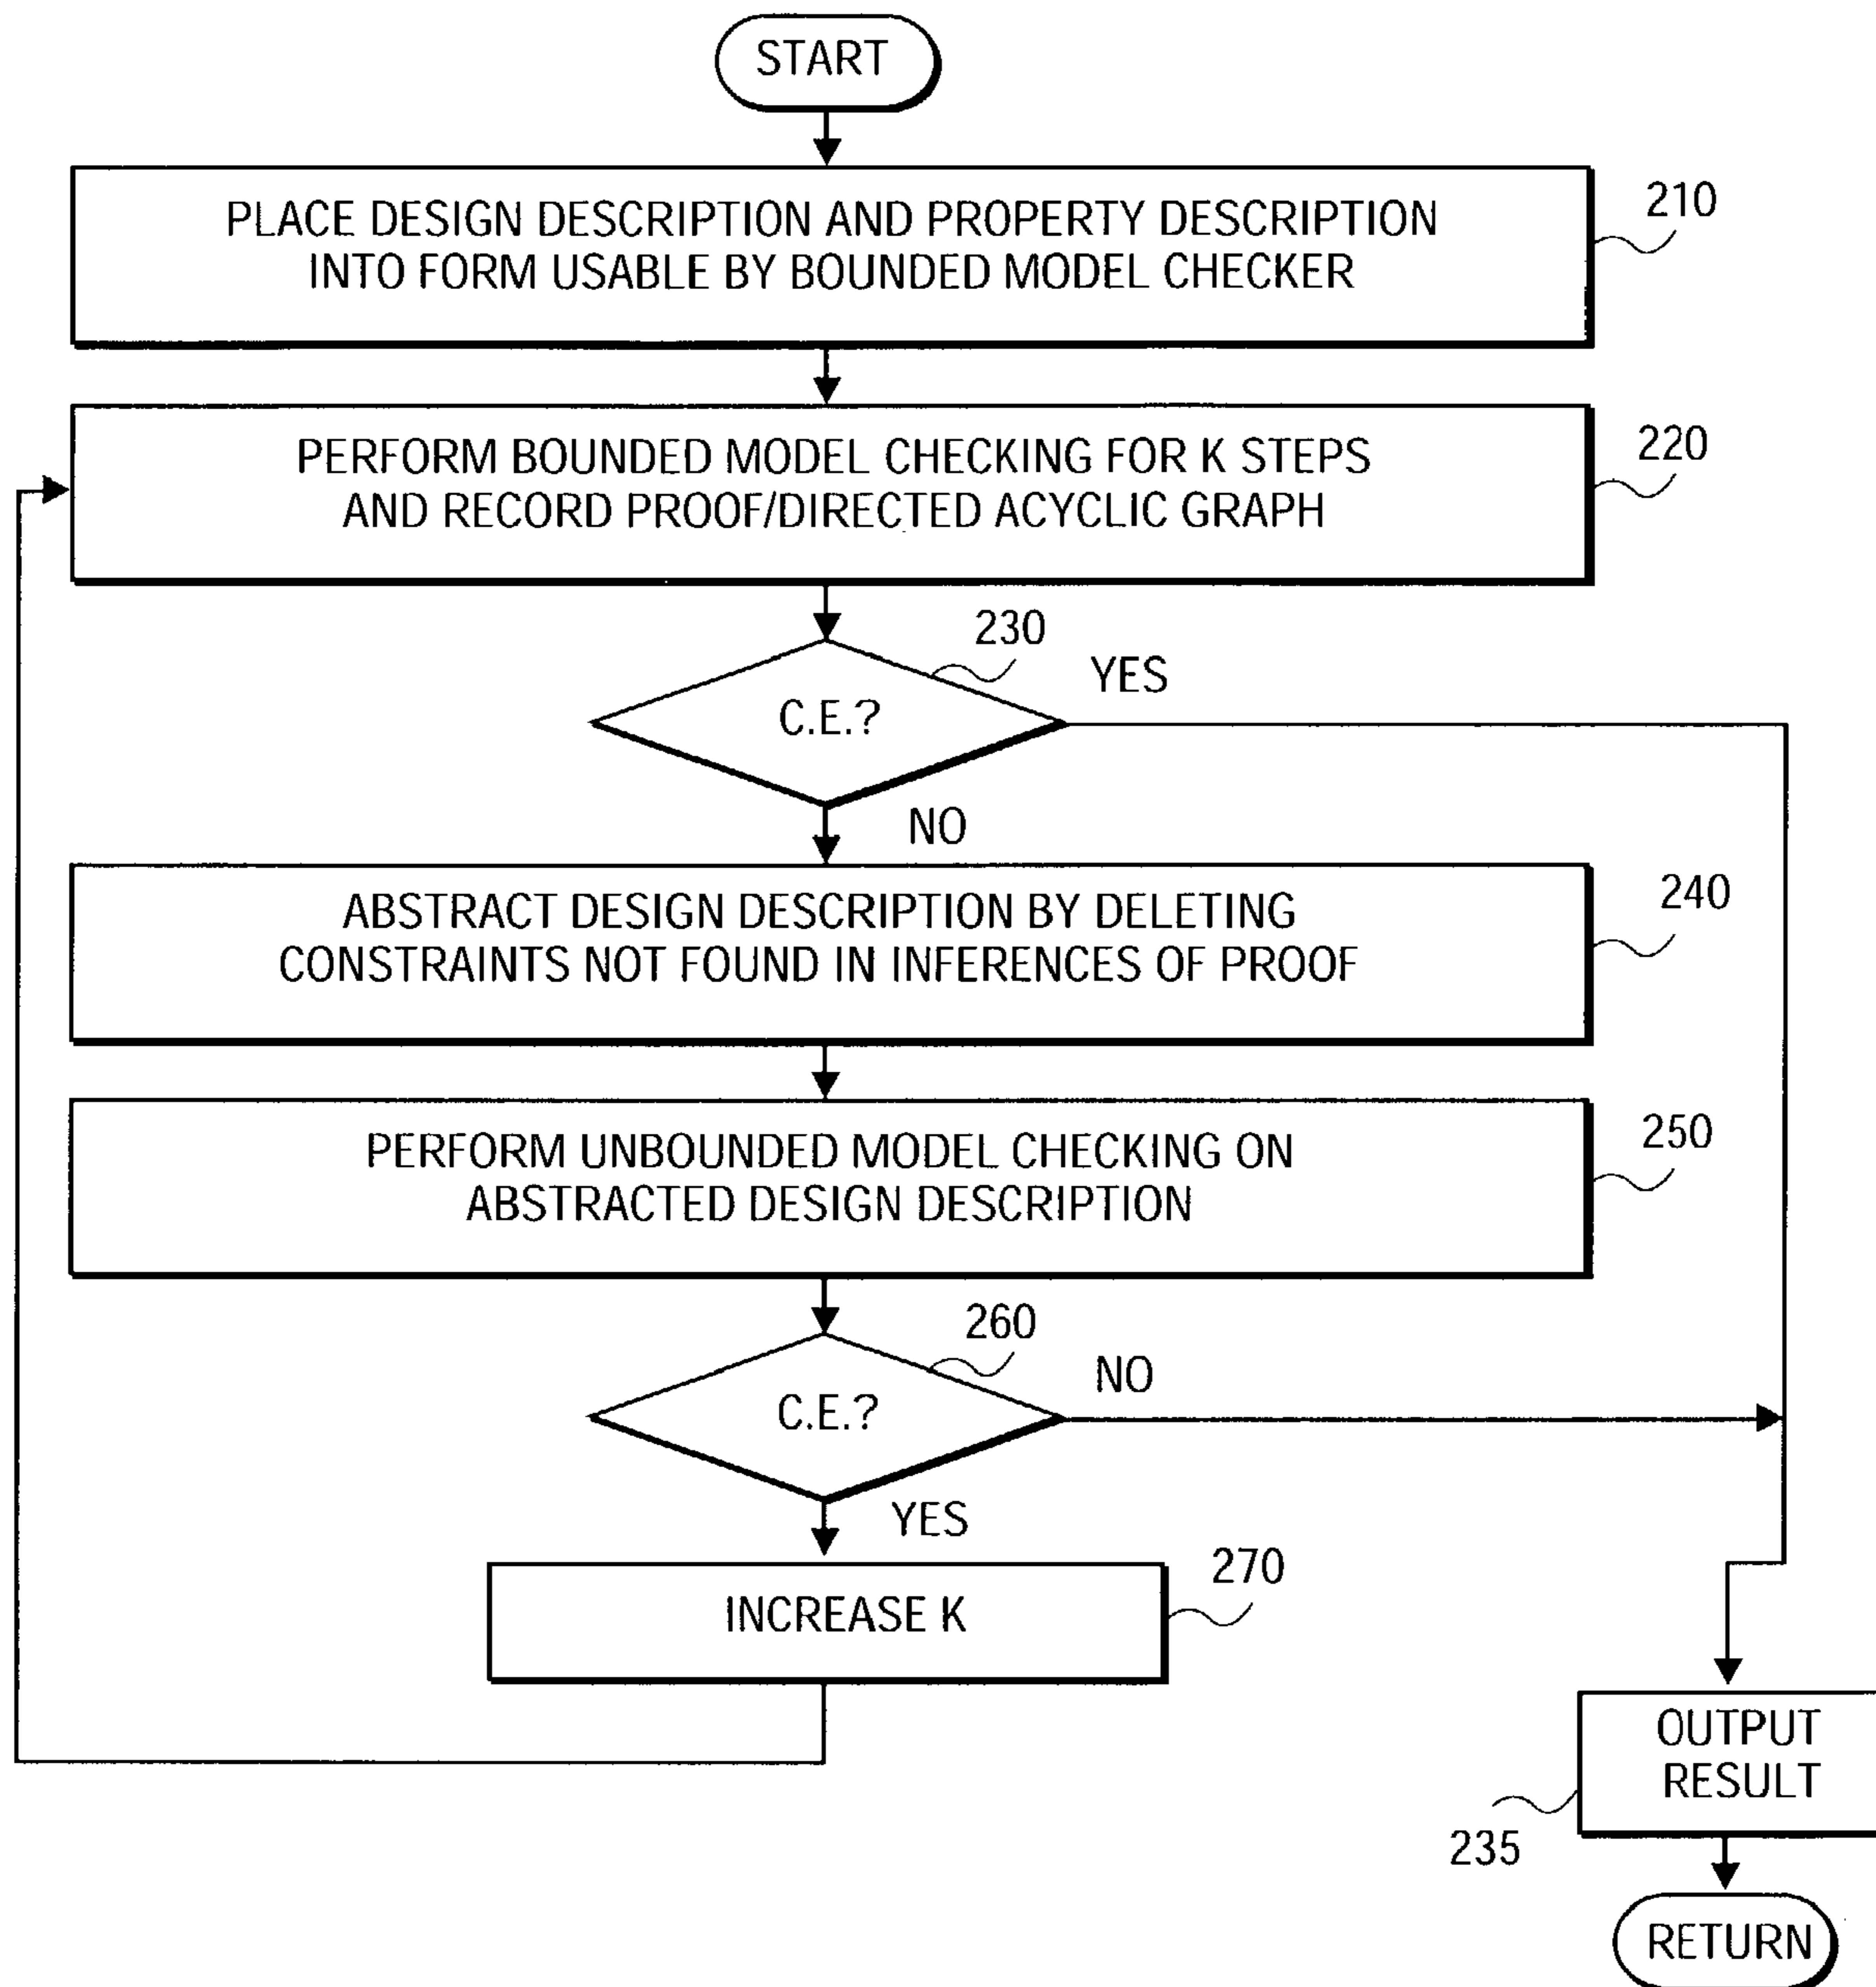 START
PLACE DESIGN DESCRIPTION AND PROPERTY DESCRIPTION
INTO FORM USABLE BY BOUNDED MODEL CHECKER
210
PERFORM BOUNDED MODEL CHECKING FOR K STEPS
AND RECORD PROOF/DIRECTED ACYCLIC GRAPH
220
230
YES
C.E.?
NO
ABSTRACT DESIGN DESCRIPTION BY DELETING
CONSTRAINTS NOT FOUND IN INFERENCES OF PROOF
240
PERFORM UNBOUNDED MODEL CHECKING ON
ABSTRACTED DESIGN DESCRIPTION
250
260
NO
C.E.?
YES
INCREASE K
270
OUTPUT
RESULT
235
RETURN